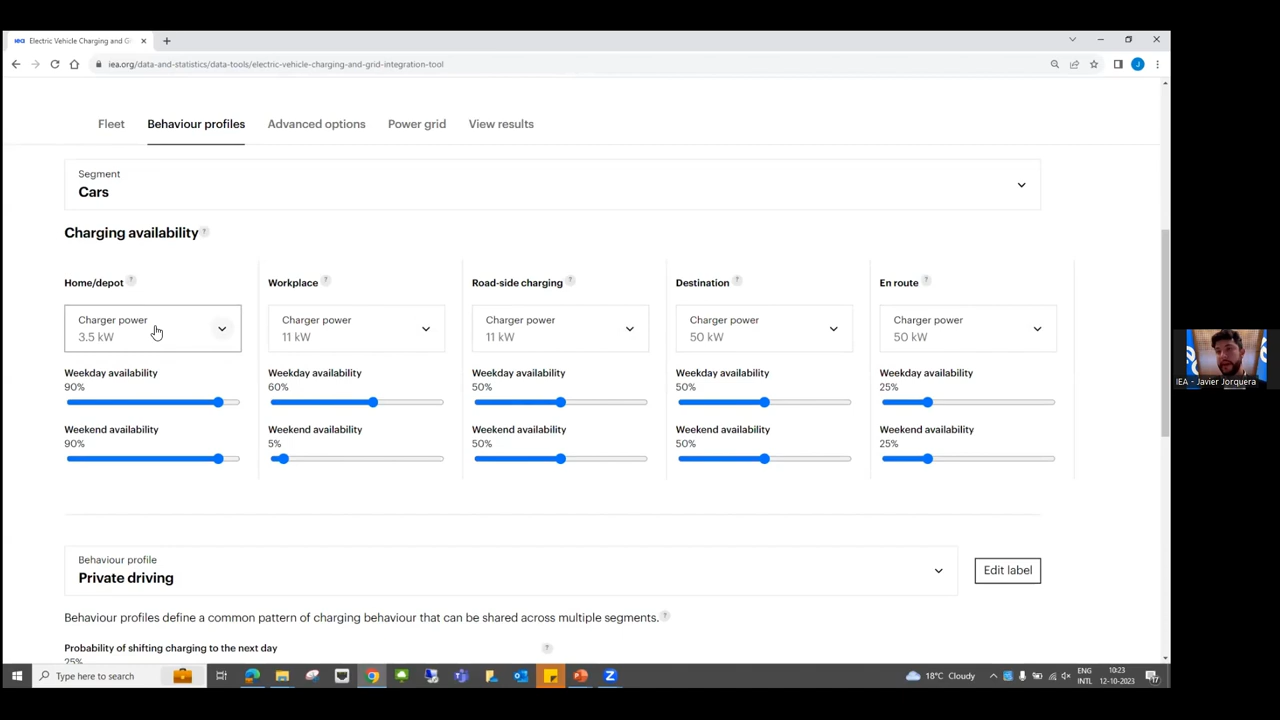 iea Electric Vehicle Charging and G
iea.org/data-and-statistics/data-tools/electric-vehicle-charging-and-grid-integration-tool
J
Fleet Behaviour profiles Advanced options Power grid View results
Segment
Cars
Charging availability ?
Home/depot ? Workplace ? Road-side charging ? Destination ? En route ?
Charger power Charger power Charger power Charger power Charger power
3.5 kW 11 kW 11 kW 50 kW 50 kW
Weekday availability Weekday availability Weekday availability Weekday availability Weekday availability
90% 60% 50% 50% 25%
Weekend availability Weekend availability Weekend availability Weekend availability Weekend availability
90% 5% 50% 50% 25%
IEA - Javier Jorquera
Behaviour profile
Private driving
Edit label
Behaviour profiles define a common pattern of charging behaviour that can be shared across multiple segments. ?
Probability of shifting charging to the next day ?
25%
Type here to search
18°C Cloudy
ENG
INTL
10:23
12-10-2023